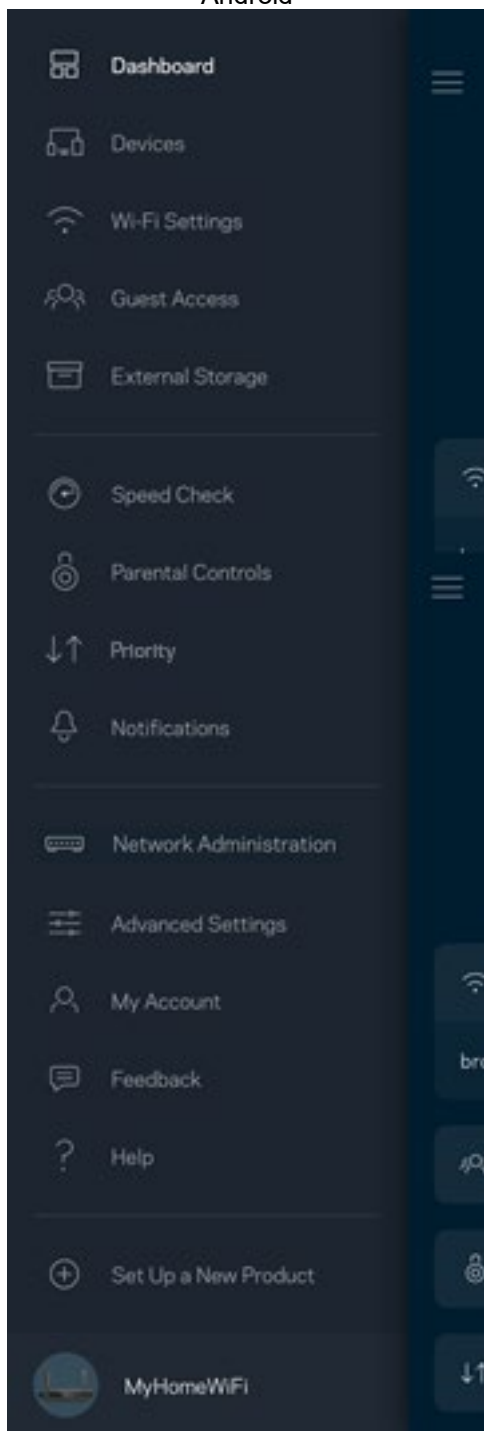 Android
Dashboard
Devices
Wi-Fi Settings
Guest Access
External Storage
Speed Check
Parental Controls
Priority
Notifications
Network Administration
Advanced Settings
My Account
Feedback
Help
Set Up a New Product
MyHomeWiFi